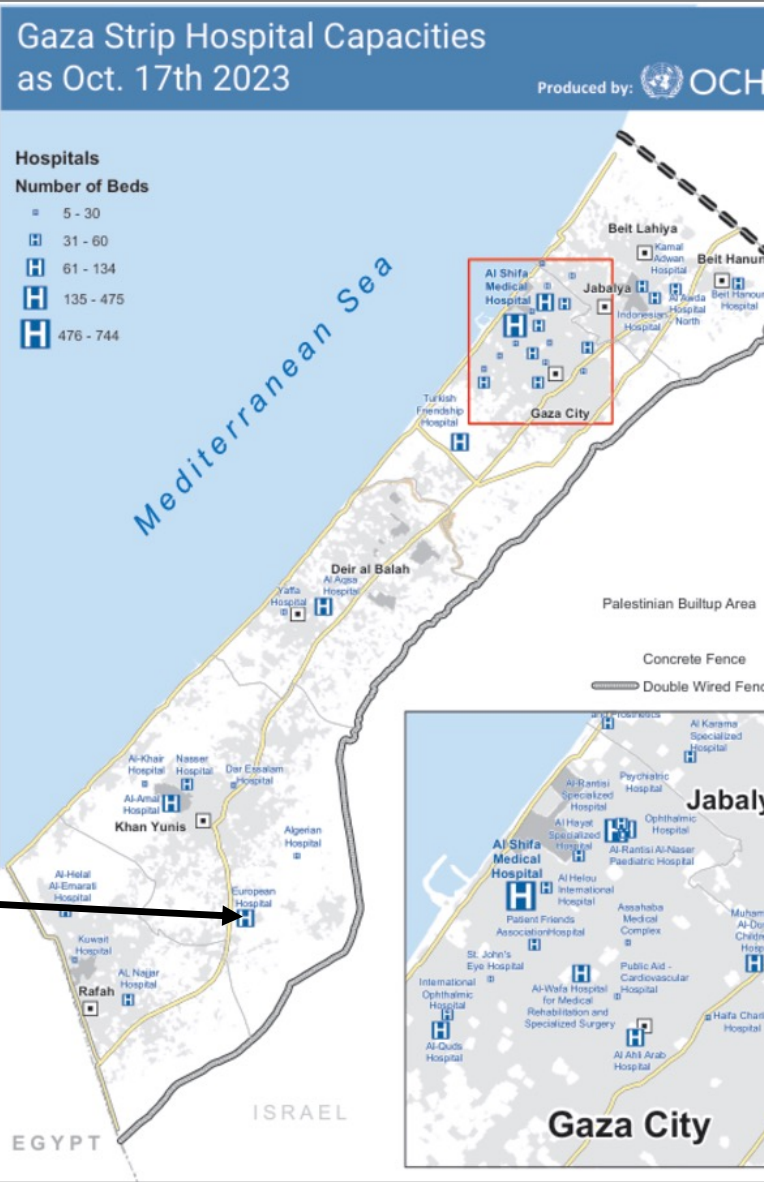 Gaza Strip Hospital Capacities
as Oct. 17th 2023
Produced by:
OCH
Hospitals
Number of Beds
5 - 30
31 - 60
61 - 134
135 - 475
476 - 744
Mediterranean Sea
Beit Lahiya
Kamal
Adwan
Hospital
Beit Hanun
Al Shifa
Medical
Hospital
Jabalya
Indonesian
Hospital
Al Awda
Hospital
North
Beit Hanoun
Hospital
Turkish
Friendship
Hospital
Gaza City
Deir al Balah
Yaffa
Hospital
Al Aqsa
Hospital
Palestinian Builtup Area
Concrete Fence
Double Wired Fenc
Al-Khair
Hospital
Nasser
Hospital
Dar Essalam
Hospital
Al-Amal
Hospital
Khan Yunis
Algerian
Hospital
Al-Helal
Al-Emarati
Hospital
European
Hospital
Kuwait
Hospital
AL Najjar
Hospital
Rafah
ISRAEL
EGYPT
and Prosthetics
Al Karama
Specialized
Hospital
Al-Rantisi
Specialized
Hospital
Psychiatric
Hospital
Jabaly
Al Hayat
Specialized
Hospital
Ophthalmic
Hospital
Al Shifa
Medical
Hospital
Al-Rantisi Al-Naser
Paediatric Hospital
Al Helou
International
Hospital
Patient Friends
AssociationHospital
Assahaba
Medical
Complex
Muham
Al-Do
Childr
Hosp
St. John's
Eye Hospital
International
Ophthalmic
Hospital
Al-Wafa Hospital
for Medical
Rehabilitation and
Specialized Surgery
Public Aid -
Cardiovascular
Hospital
Haifa Chari
Hospital
Al-Quds
Hospital
Al Ahli Arab
Hospital
Gaza City